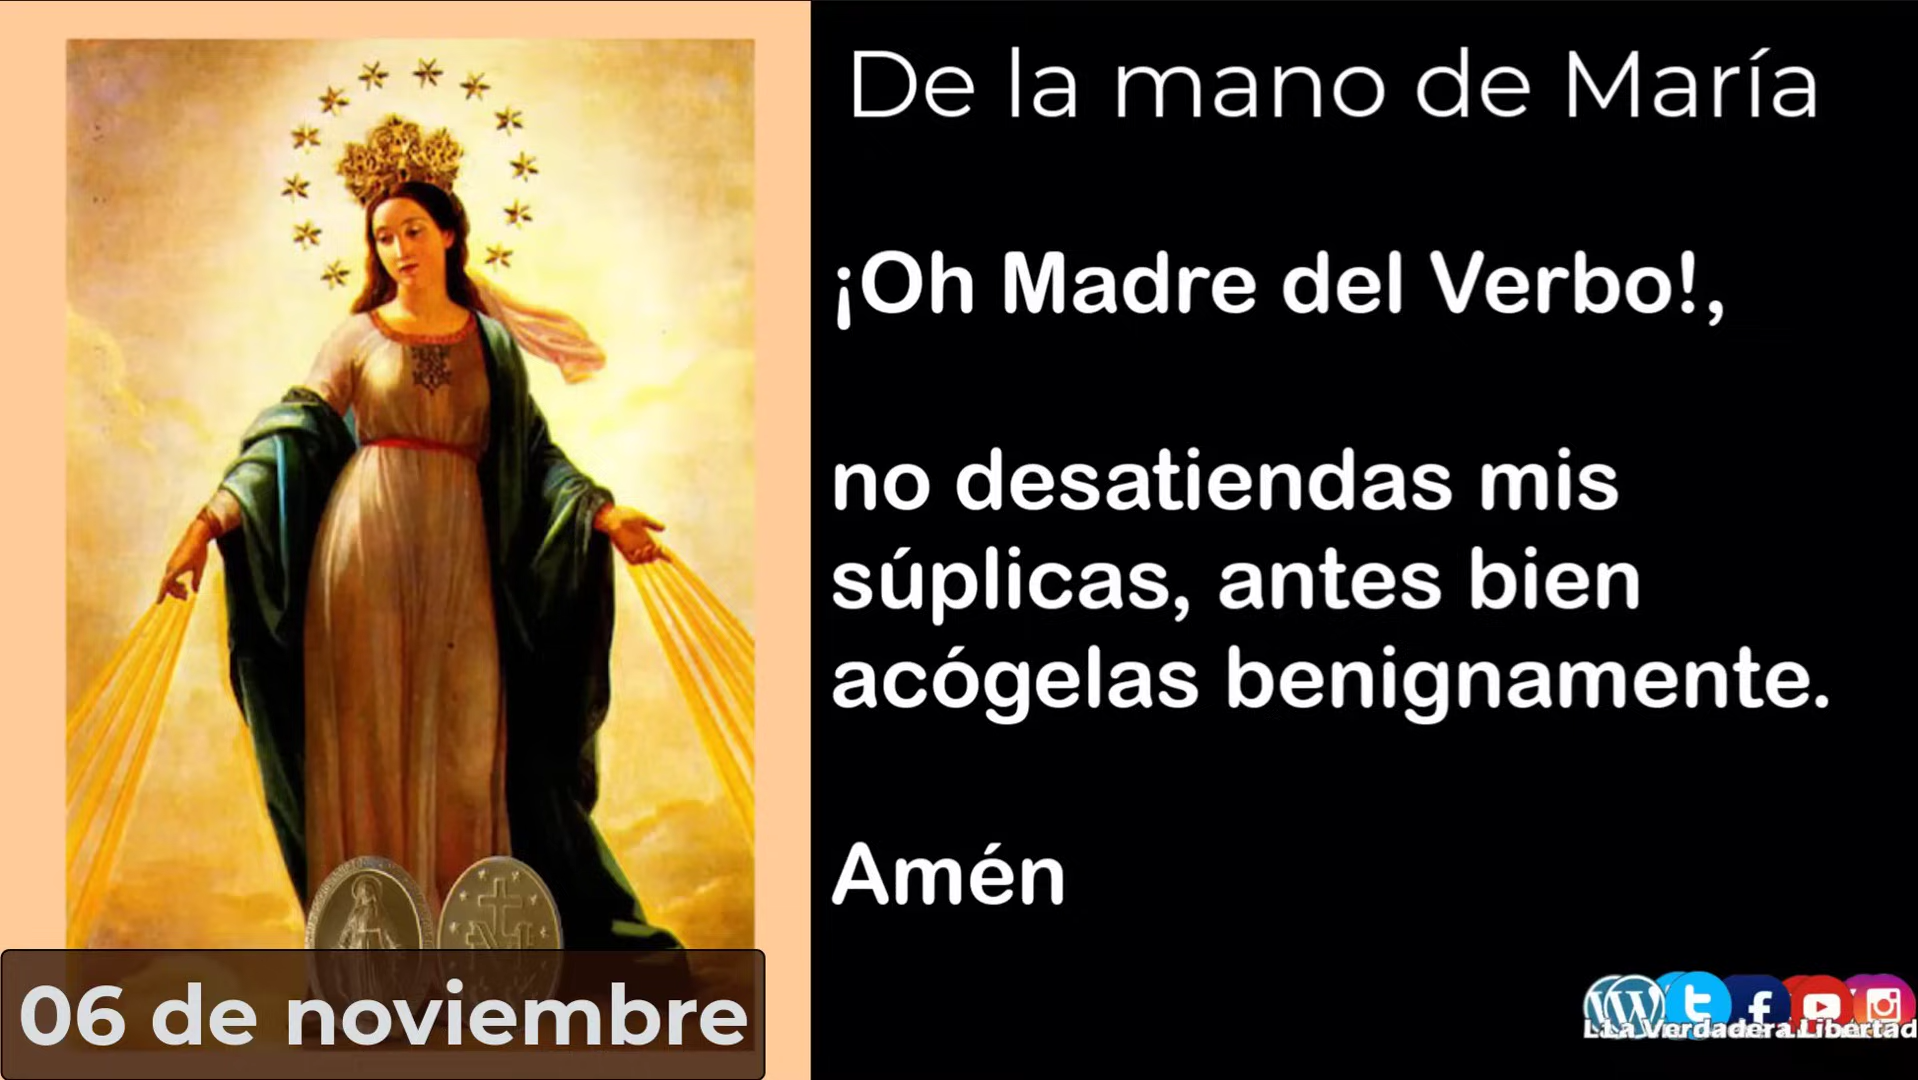 De la mano de María
¡Oh Madre del Verbo!,
no desatiendas mis
súplicas, antes bien
acógelas benignamente.
Amén
06 de noviembre
La Verdadera Libertad